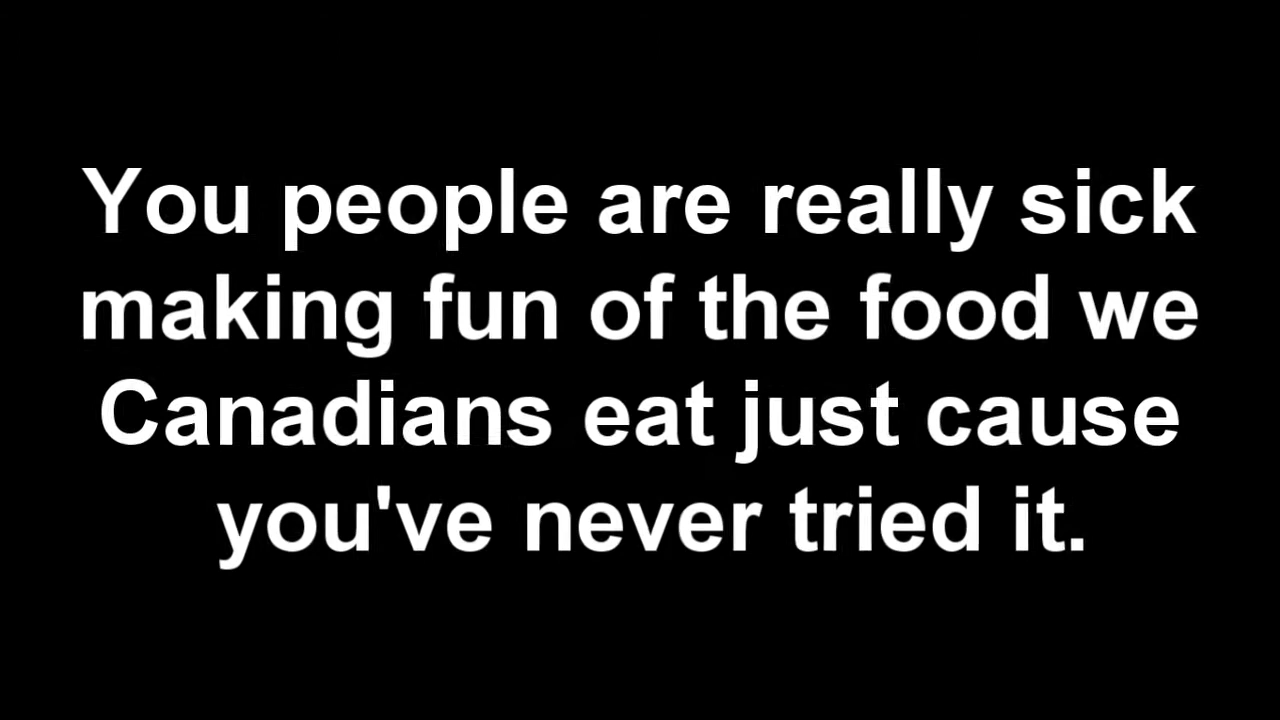 You people are really sick
making fun of the food we
Canadians eat just cause
you've never tried it.